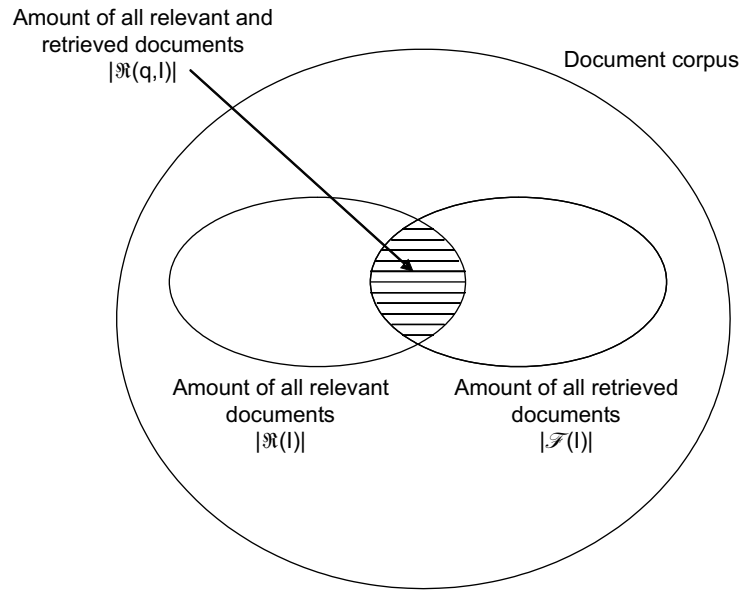 Amount of all relevant and
retrieved documents
|ℜ(q,I)|
Document corpus
Amount of all relevant
documents
|ℜ(I)|
Amount of all retrieved
documents
|ℱ(I)|